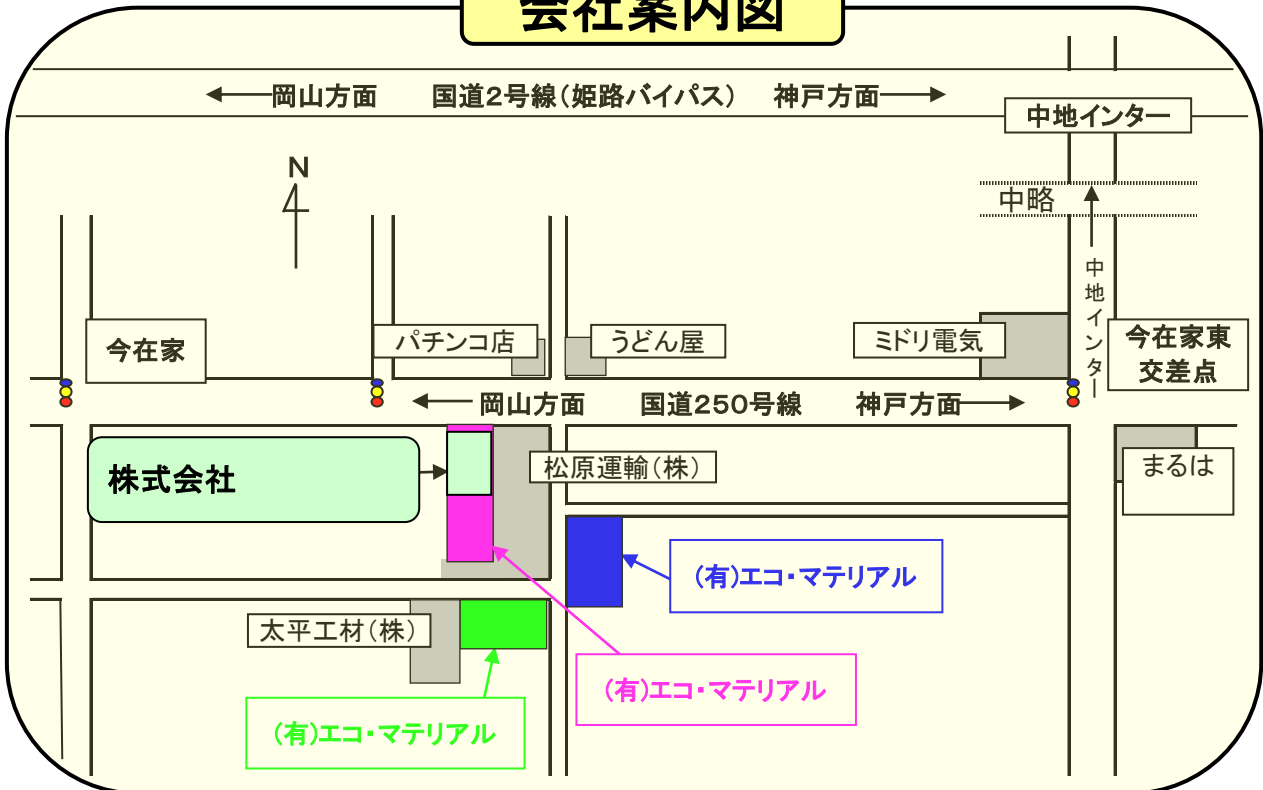 会社案内図
岡山方面 国道2号線(姫路バイパス) 神戸方面
中地インター
N
中略
中地インター
今在家
パチンコ店
うどん屋
ミドリ電気
今在家東
交差点
岡山方面 国道250号線 神戸方面
株式会社
松原運輸(株)
まるは
(有)エコ・マテリアル
太平工材(株)
(有)エコ・マテリアル
(有)エコ・マテリアル